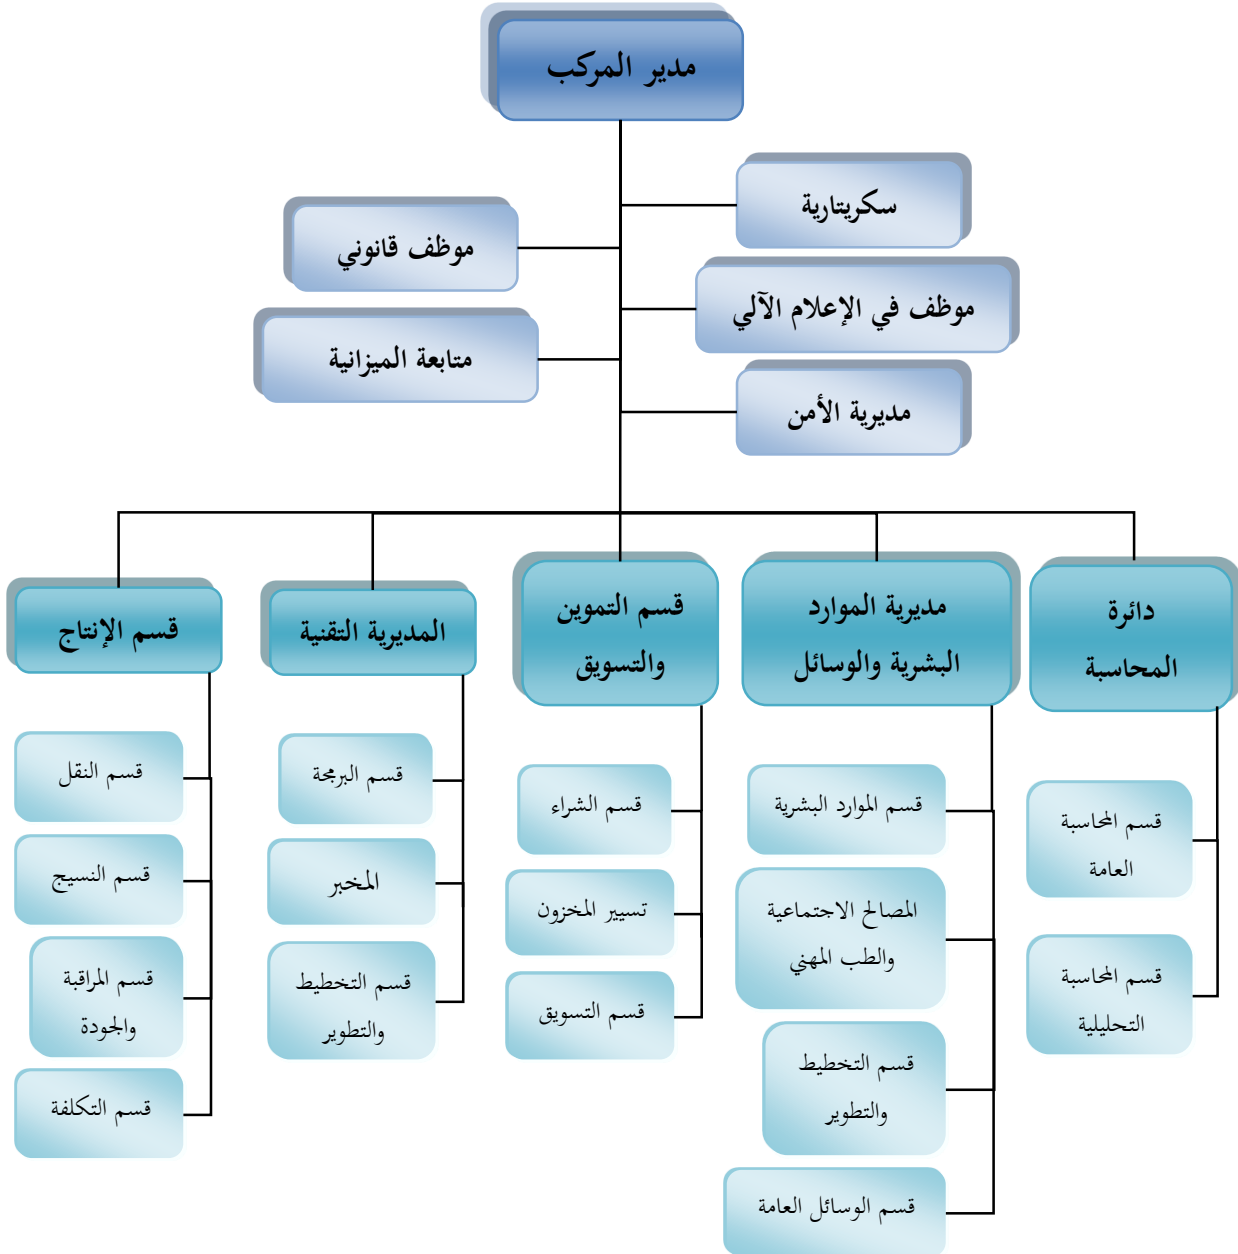 مدير المركب
سكريتارية
موظف قانوني
موظف في الإعلام الآلي
متابعة الميزانية
مديرية الأمن
دائرة
المحاسبة
مديرية الموارد
البشرية والوسائل
قسم التموين
والتسويق
المديرية التقنية
قسم الإنتاج
قسم المحاسبة
العامة
قسم المحاسبة
التحليلية
قسم الموارد البشرية
المصالح الاجتماعية
والطب المهني
قسم التخطيط
والتطوير
قسم الوسائل العامة
قسم الشراء
تسيير المخزون
قسم التسويق
قسم البرمجة
المخبر
قسم التخطيط
والتطوير
قسم النقل
قسم النسيج
قسم المراقبة
والجودة
قسم التكلفة